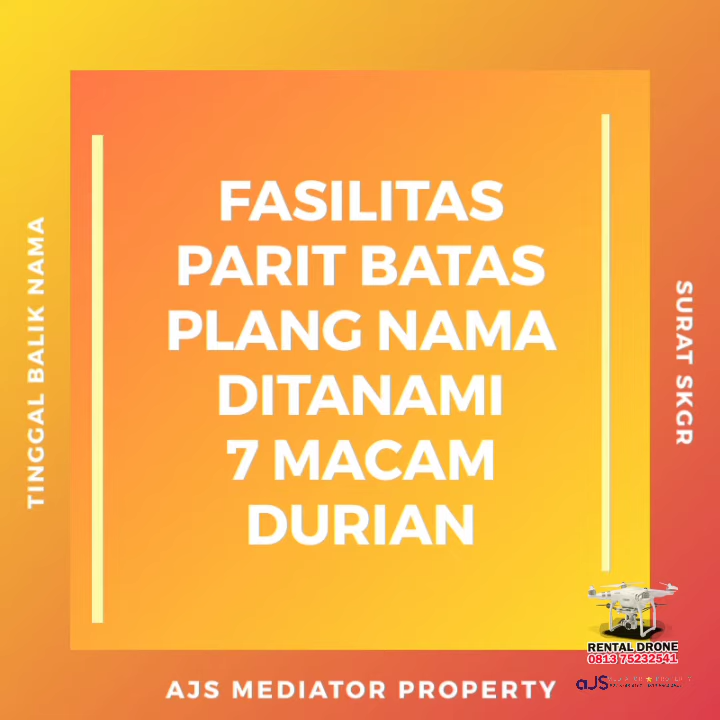 FASILITAS
PARIT BATAS
PLANG NAMA
DITANAMI
7 MACAM
DURIAN
TINGGAL BALIK NAMA
SURAT SKGR
RENTAL DRONE
0813 75232541
AJS MEDIATOR PROPERTY
aJS